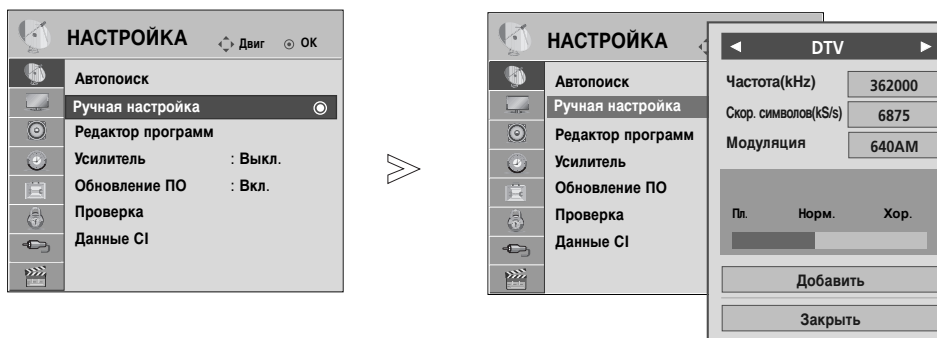 НАСТРОЙКА Двиг ОК
Автопоиск
Ручная настройка
Редактор программ
Усилитель : Выкл.
Обновление ПО : Вкл.
Проверка
Данные CI
НАСТРОЙКА
Автопоиск
Ручная настройка
Редактор программ
Усилитель
Обновление ПО
Проверка
Данные CI
DTV
Частота(kHz) 362000
Скор. символов(kS/s) 6875
Модуляция 640AM
Пл. Норм. Хор.
Добавить
Закрыть